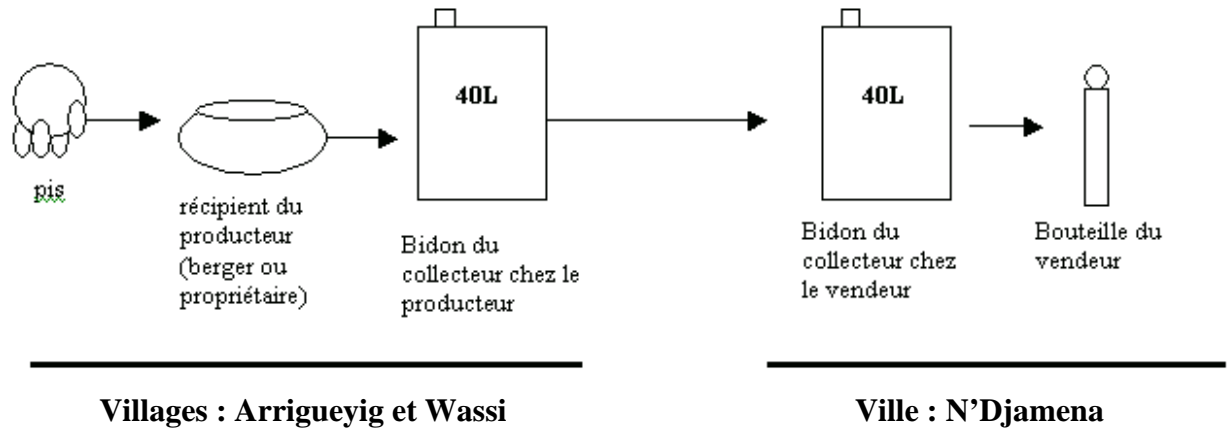 40L
40L
pis
récipient du
producteur
(berger ou
propriétaire)
Bidon du
collecteur chez le
producteur
Bidon du
collecteur chez
le vendeur
Bouteille du
vendeur
Villages : Arrigueyig et Wassi
Ville : N’Djamena